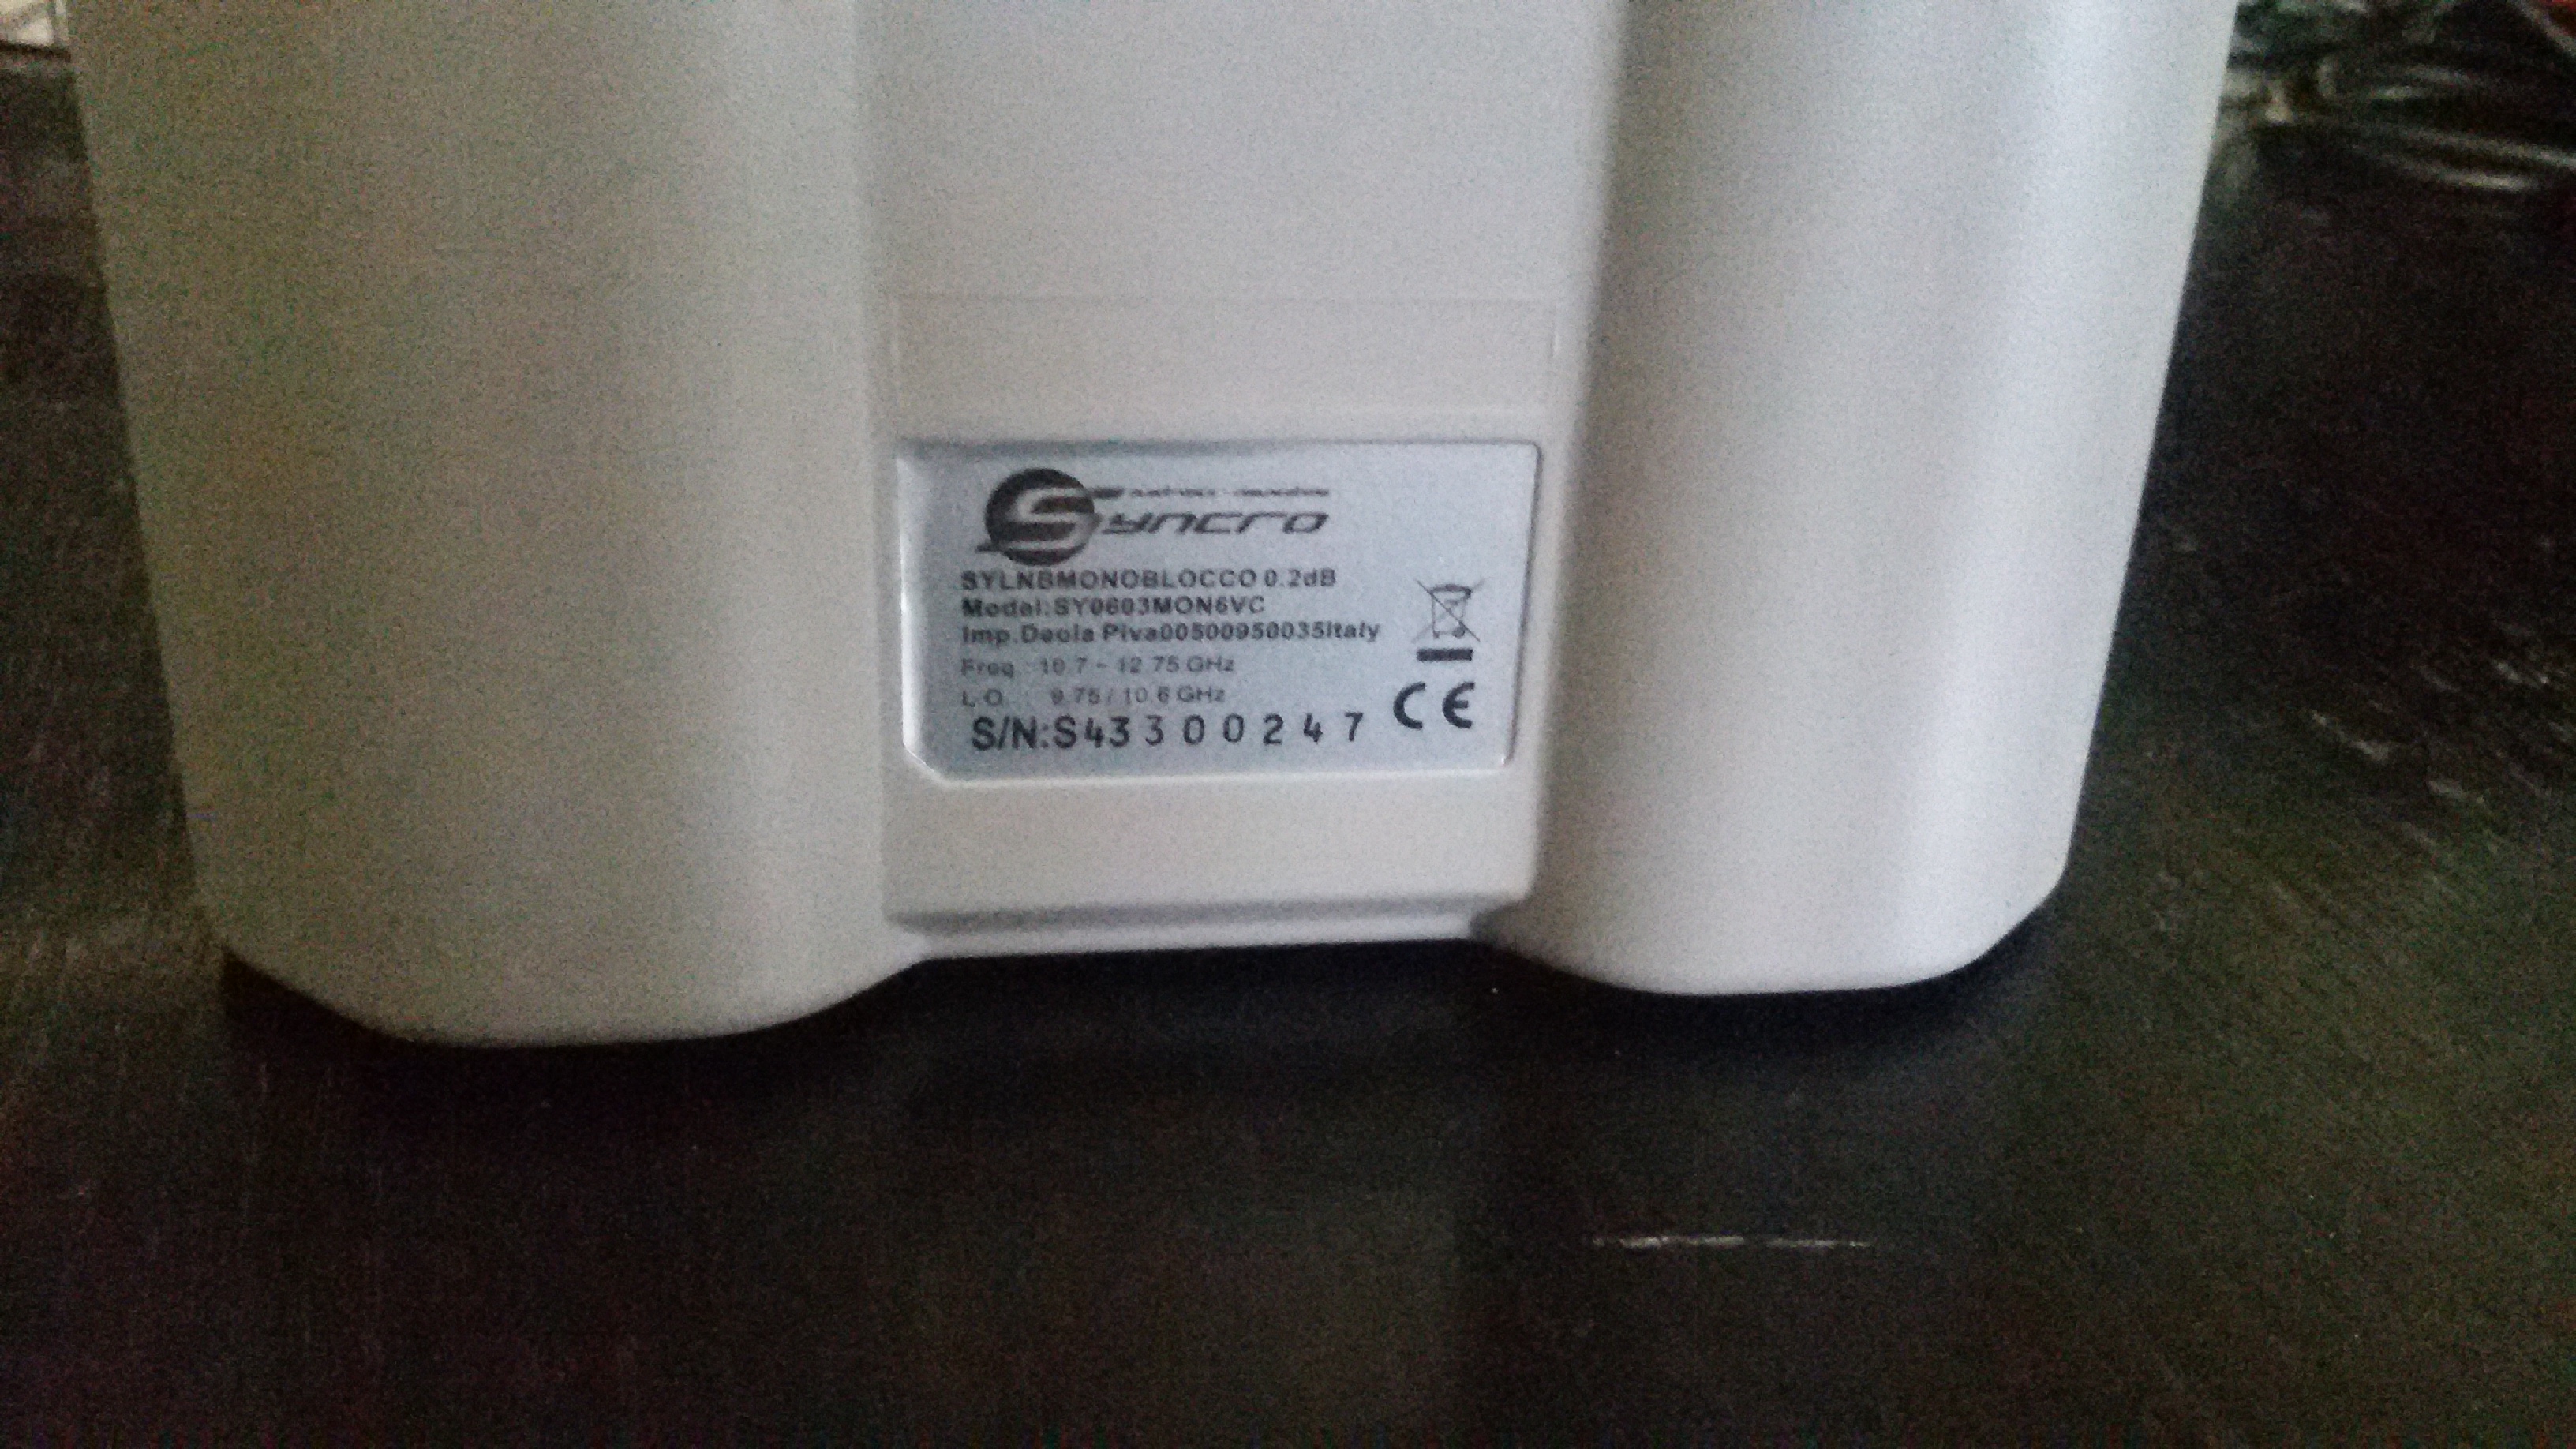 Syncro
SYLNBMONOBLOCCO 0.2dB
Model:SY0603MON6VC
Imp.Deola Piva00500950035Italy
Freq.: 10.7 ~ 12.75 GHz
L.O. 9.75 / 10.6 GHz
S/N:S43300247
CE